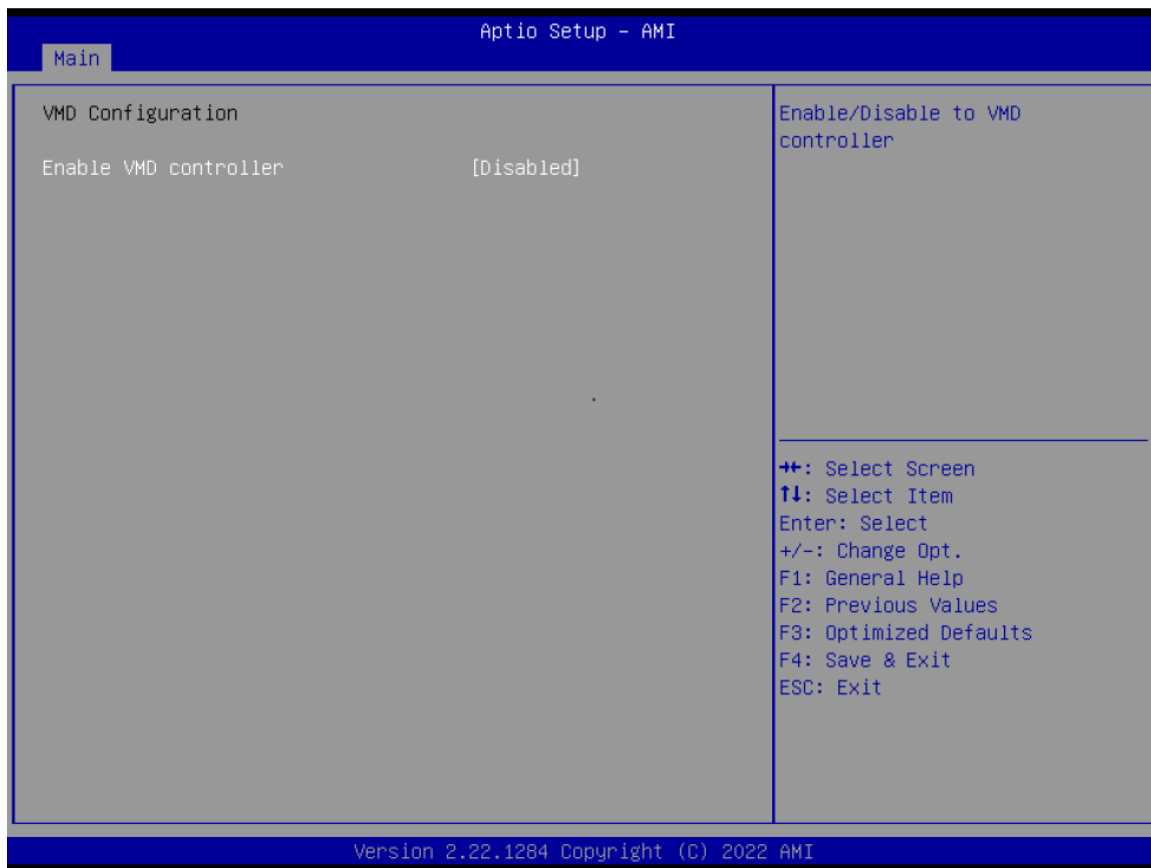 Aptio Setup – AMI
Main
VMD Configuration
Enable VMD controller [Disabled]
Enable/Disable to VMD
controller
→←: Select Screen
↑↓: Select Item
Enter: Select
+/-: Change Opt.
F1: General Help
F2: Previous Values
F3: Optimized Defaults
F4: Save & Exit
ESC: Exit
Version 2.22.1284 Copyright (C) 2022 AMI